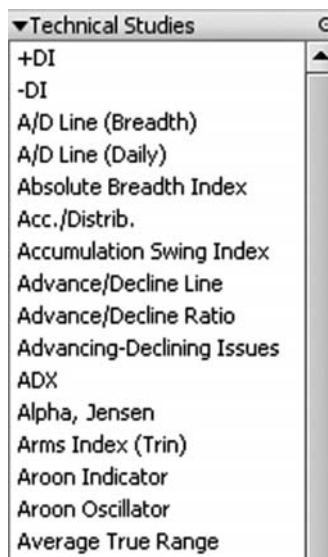 ▼Technical Studies
+DI
-DI
A/D Line (Breadth)
A/D Line (Daily)
Absolute Breadth Index
Acc./Distrib.
Accumulation Swing Index
Advance/Decline Line
Advance/Decline Ratio
Advancing-Declining Issues
ADX
Alpha, Jensen
Arms Index (Trin)
Aroon Indicator
Aroon Oscillator
Average True Range